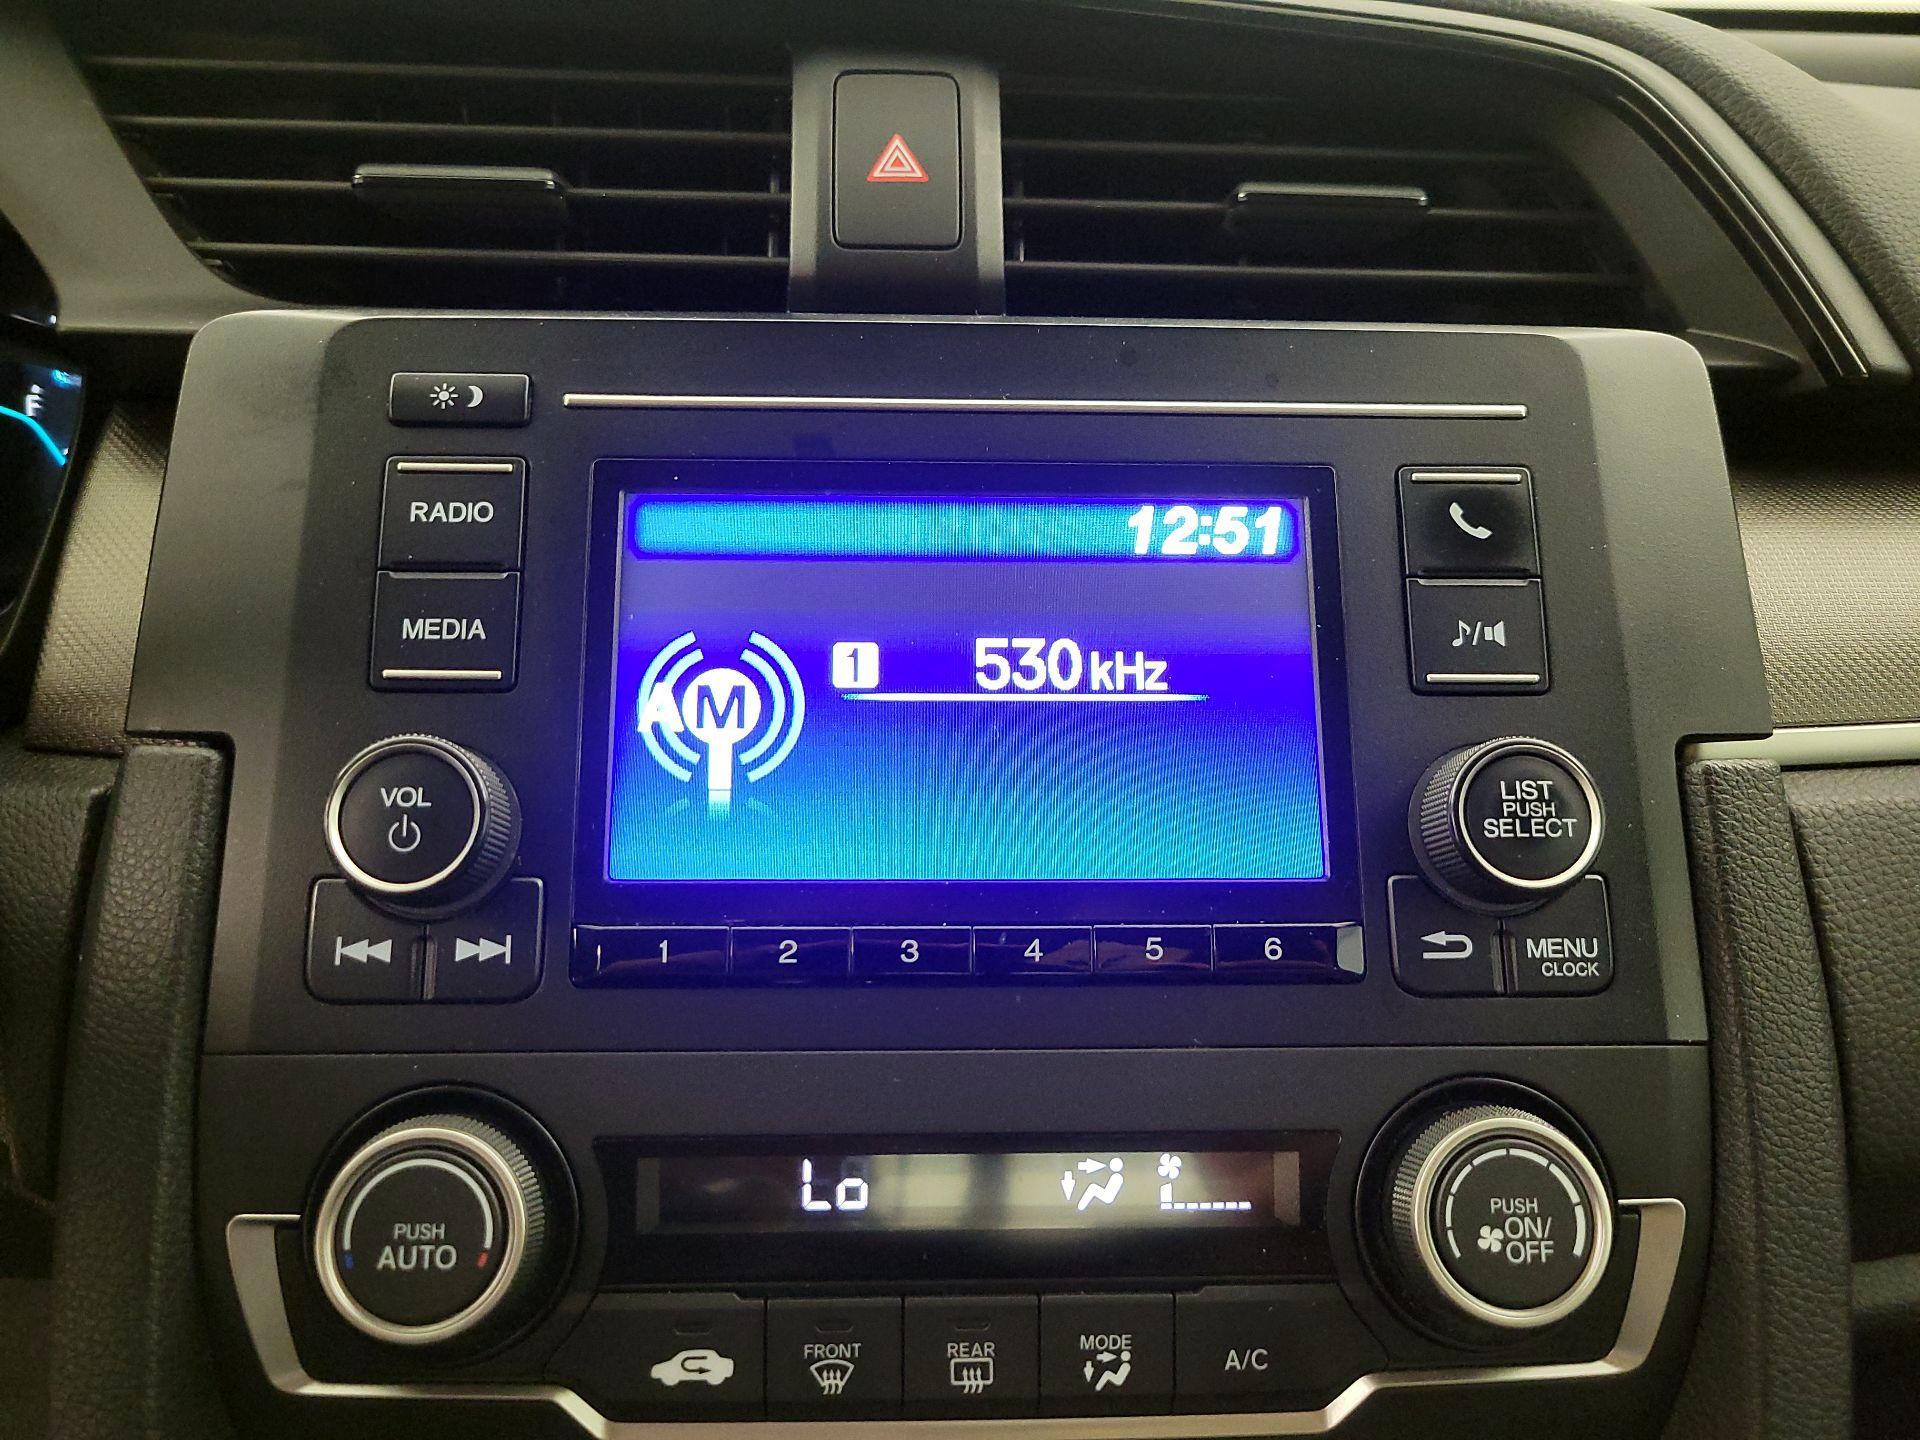 F
RADIO
MEDIA
12:51
AM
1 530 kHz
VOL
LIST
PUSH
SELECT
1 2 3 4 5 6
MENU
CLOCK
Lo
PUSH
AUTO
PUSH
ON/
OFF
FRONT
REAR
MODE
A/C